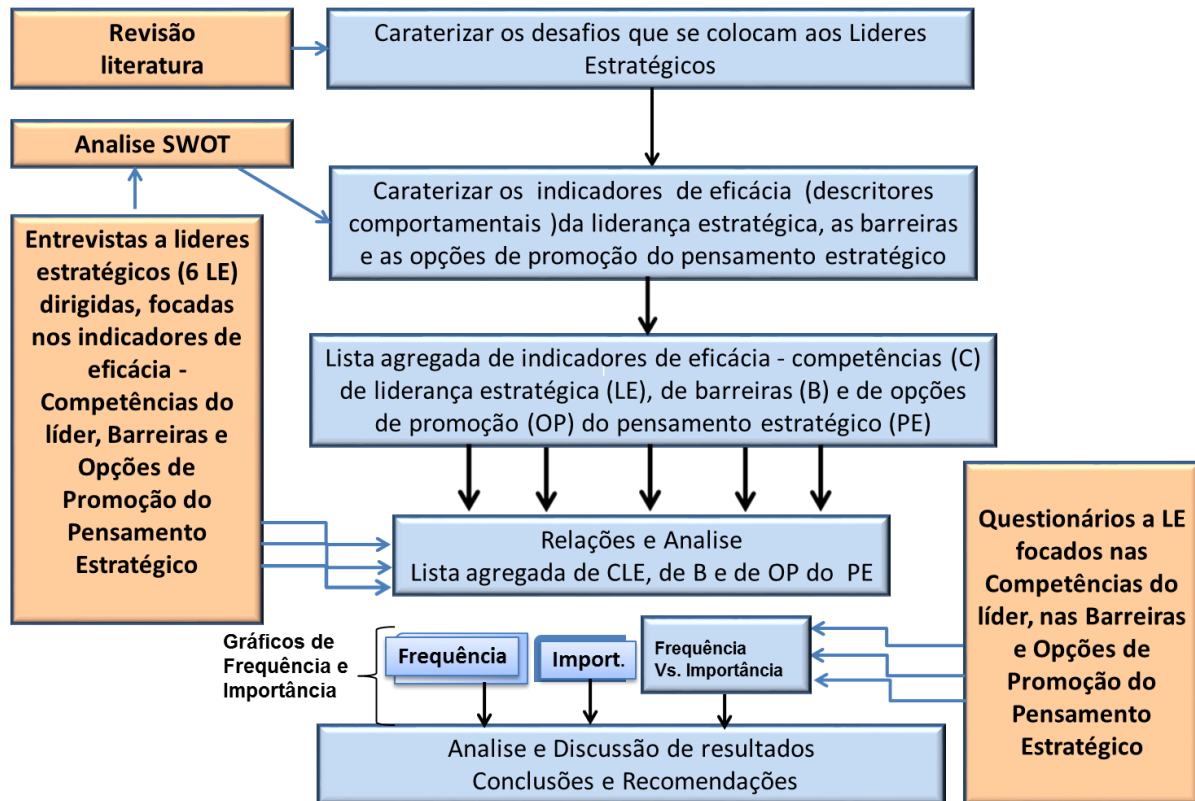 Revisão
literatura
Caraterizar os desafios que se colocam aos Lideres
Estratégicos
Analise SWOT
Caraterizar os indicadores de eficácia (descritores
comportamentais )da liderança estratégica, as barreiras
e as opções de promoção do pensamento estratégico
Entrevistas a lideres
estratégicos (6 LE)
dirigidas, focadas
nos indicadores de
eficácia -
Competências do
líder, Barreiras e
Opções de
Promoção do
Pensamento
Estratégico
Lista agregada de indicadores de eficácia - competências (C)
de liderança estratégica (LE), de barreiras (B) e de opções
de promoção (OP) do pensamento estratégico (PE)
Relações e Analise
Lista agregada de CLE, de B e de OP do PE
Questionários a LE
focados nas
Competências do
líder, nas Barreiras
e Opções de
Promoção do
Pensamento
Estratégico
Gráficos de
Frequência e
Importância
Frequência
Import.
Frequência
Vs. Importância
Analise e Discussão de resultados
Conclusões e Recomendações